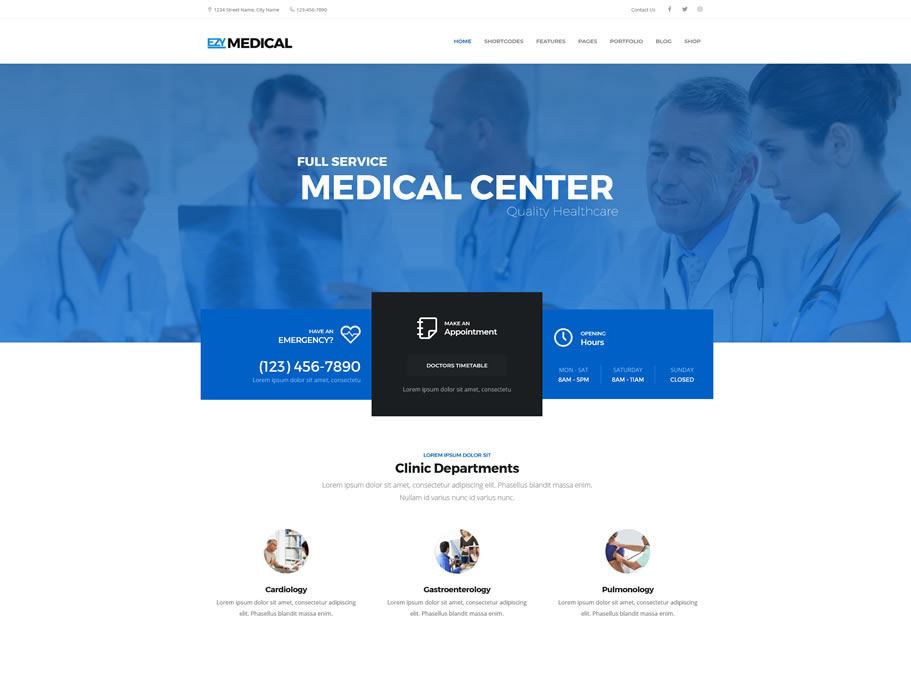 1234 Street Name, City Name
123-456-7890
Contact Us
EZY MEDICAL
HOME
SHORTCODES
FEATURES
PAGES
PORTFOLIO
BLOG
SHOP
FULL SERVICE
MEDICAL CENTER
Quality Healthcare
HAVE AN
EMERGENCY?
(123) 456-7890
Lorem ipsum dolor sit amet, consectetu
MAKE AN
Appointment
DOCTORS TIMETABLE
Lorem ipsum dolor sit amet, consectetu
OPENING
Hours
MON - SAT
8AM - 5PM
SATURDAY
8AM - 11AM
SUNDAY
CLOSED
LOREM IPSUM DOLOR SIT
Clinic Departments
Lorem ipsum dolor sit amet, consectetur adipiscing elit. Phasellus blandit massa enim.
Nullam id varius nunc id varius nunc.
Cardiology
Lorem ipsum dolor sit amet, consectetur adipiscing
elit. Phasellus blandit massa enim.
Gastroenterology
Lorem ipsum dolor sit amet, consectetur adipiscing
elit. Phasellus blandit massa enim.
Pulmonology
Lorem ipsum dolor sit amet, consectetur adipiscing
elit. Phasellus blandit massa enim.